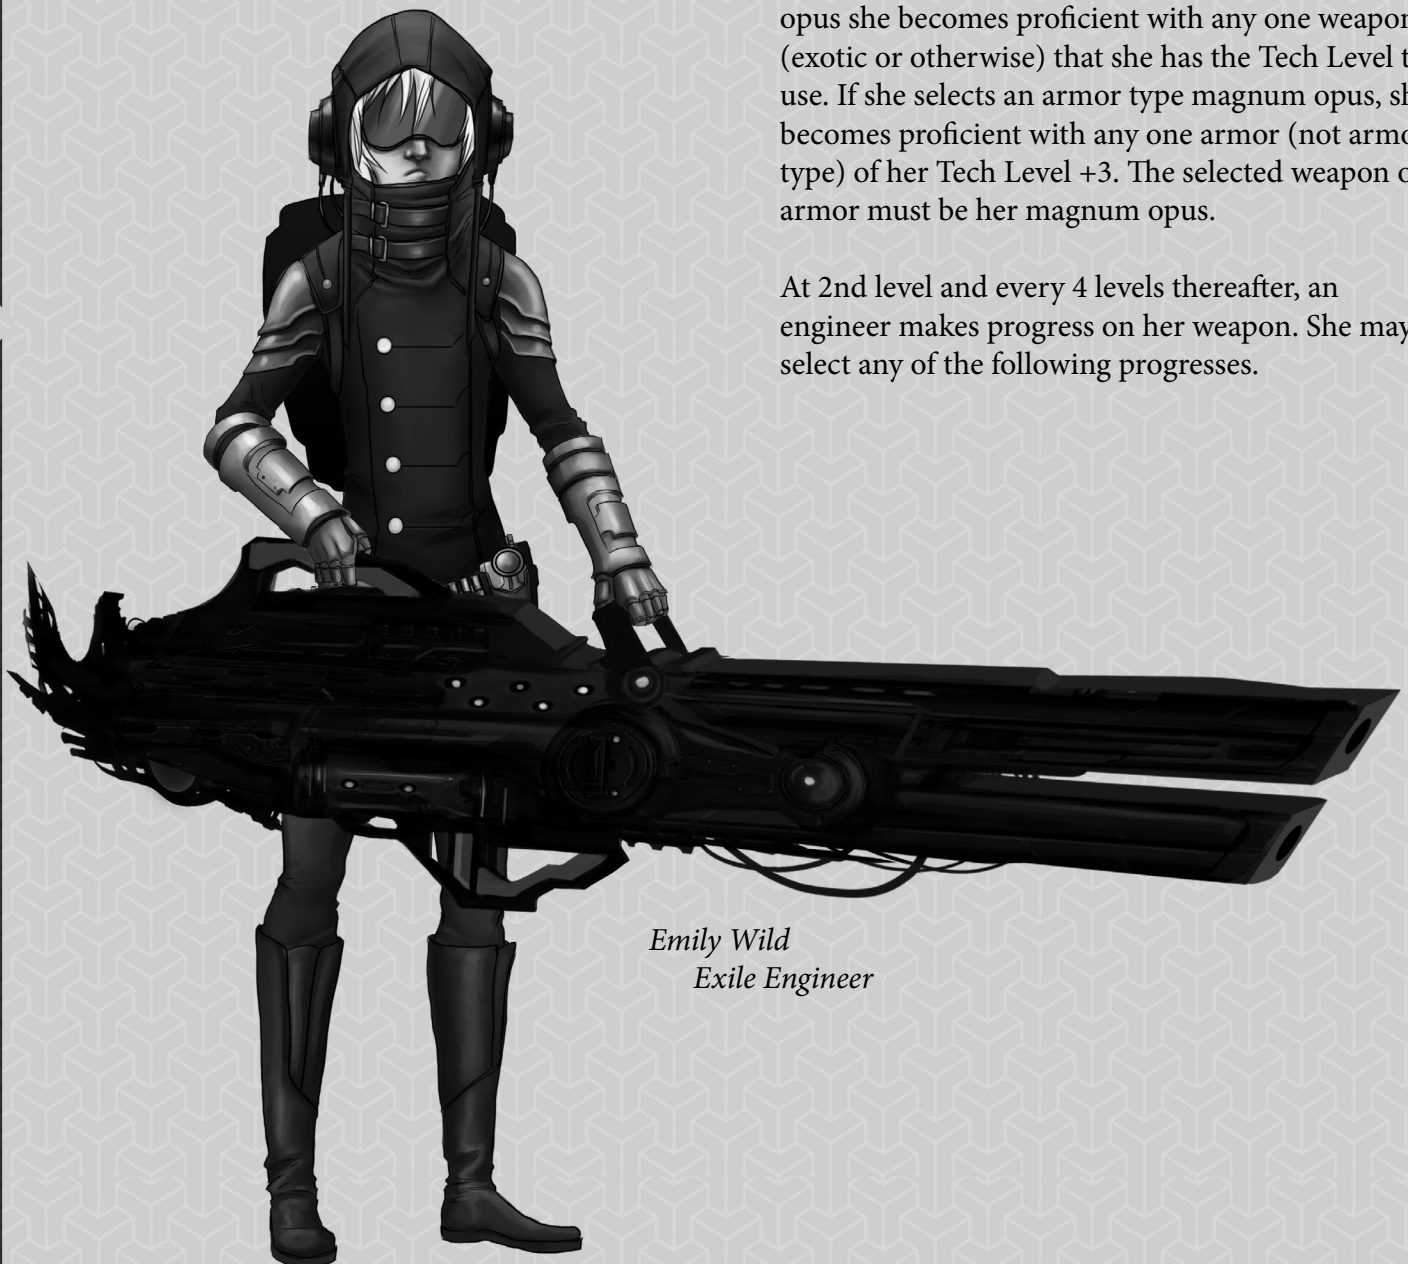 opus she becomes proficient with any one weapon
(exotic or otherwise) that she has the Tech Level
use. If she selects an armor type magnum opus,
becomes proficient with any one armor (not
type) of her Tech Level +3. The selected weapon
armor must be her magnum opus.
At 2nd level and every 4 levels thereafter, an
engineer makes progress on her weapon. She may
select any of the following progresses.
Emily Wild
Exile Engineer